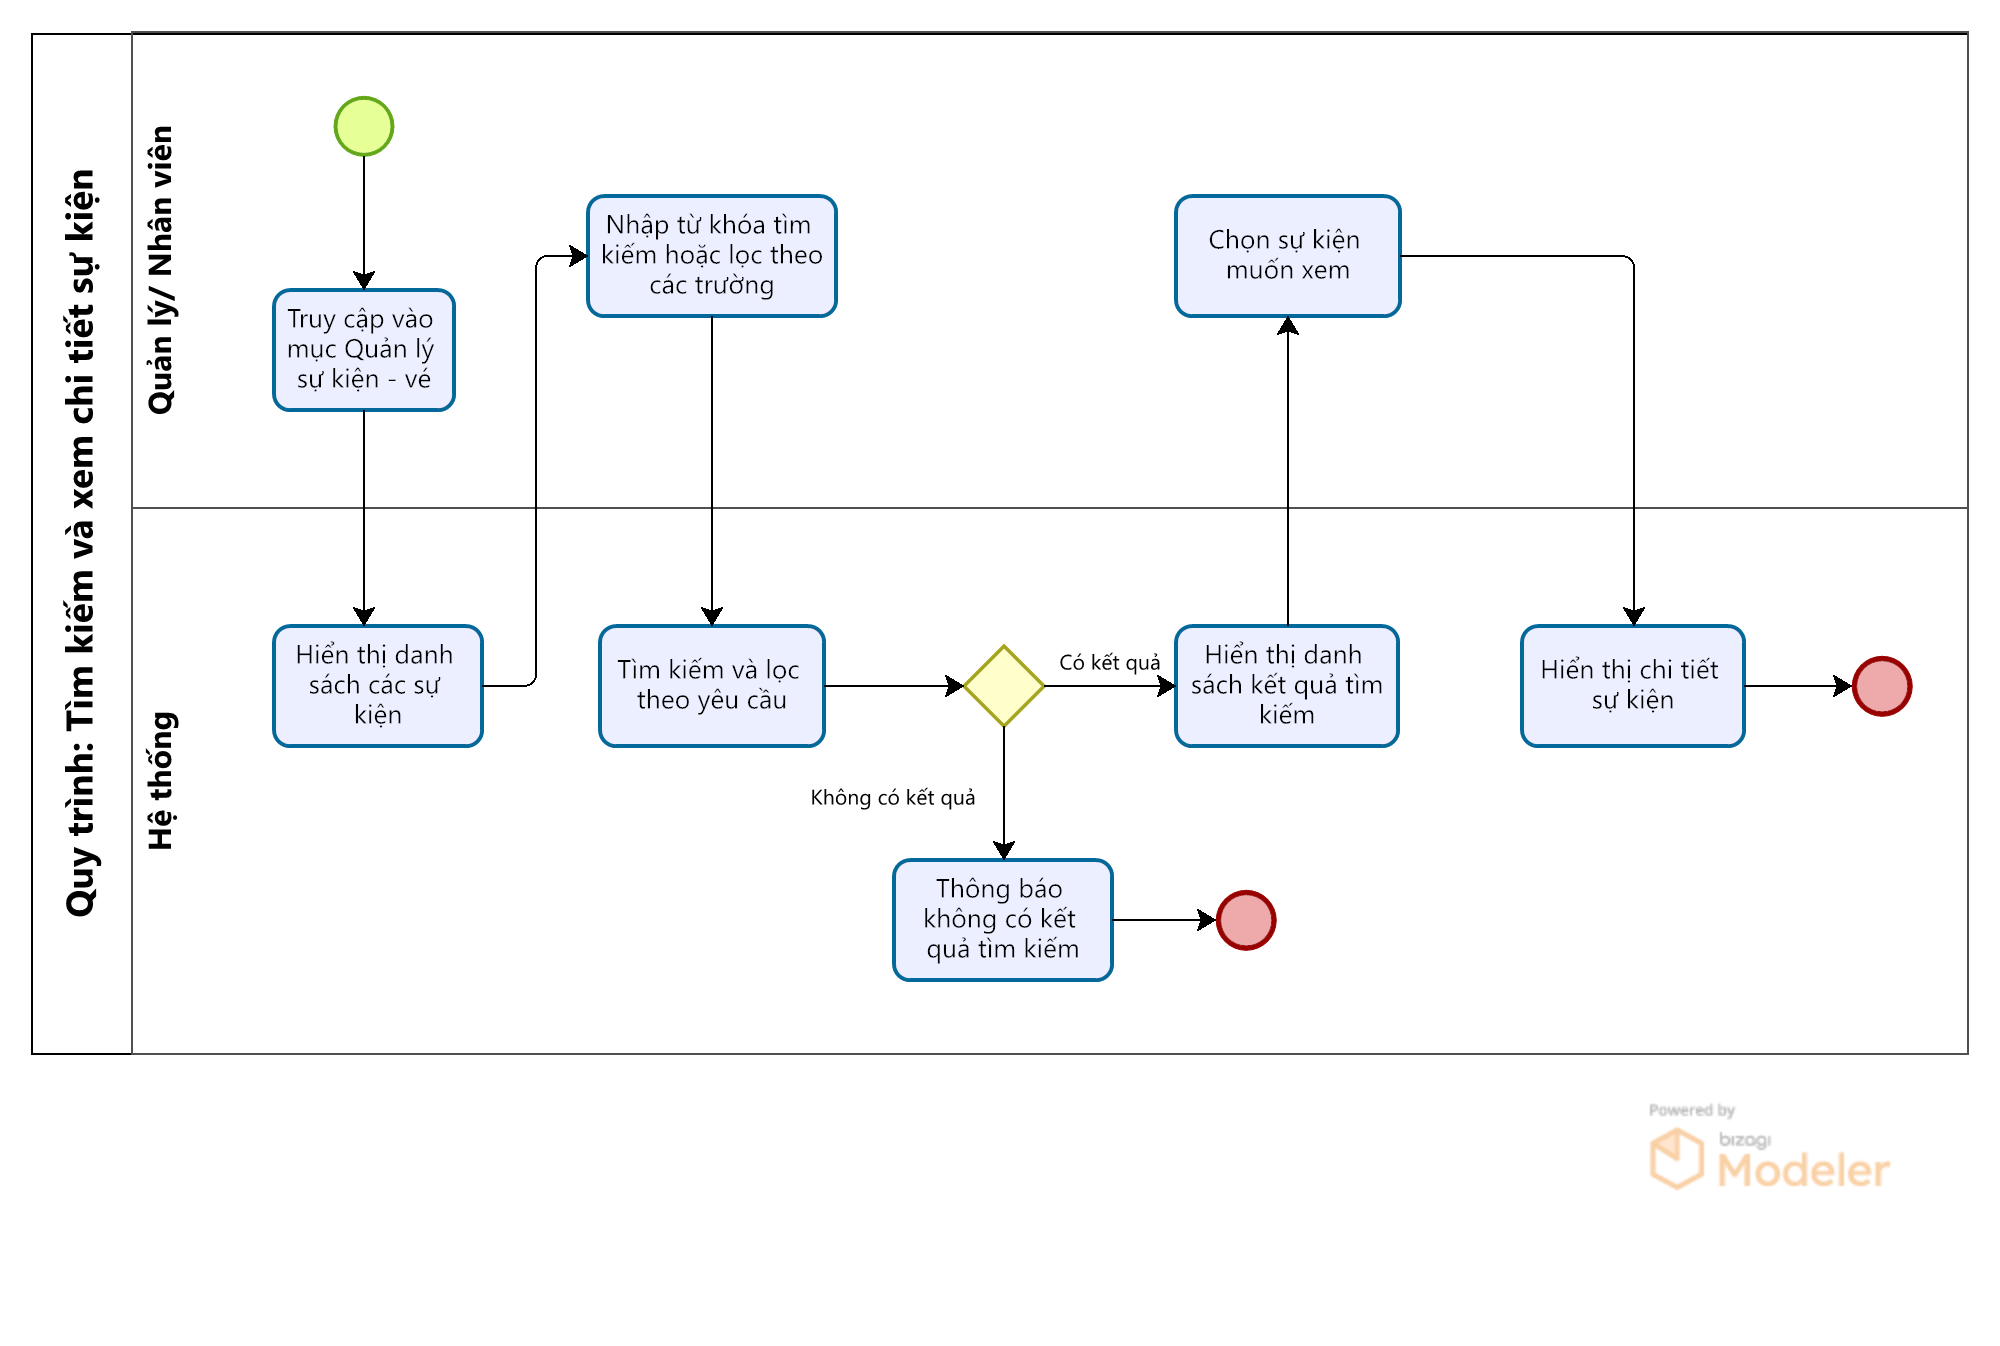 Quy trình: Tìm kiếm và xem chi tiết sự kiện
Quản lý/ Nhân viên
Truy cập vào
mục Quản lý
sự kiện - vé
Nhập từ khóa tìm
kiếm hoặc lọc theo
các trường
Chọn sự kiện
muốn xem
Hệ thống
Hiển thị danh
sách các sự
kiện
Tìm kiếm và lọc
theo yêu cầu
Có kết quả
Hiển thị danh
sách kết quả tìm
kiếm
Hiển thị chi tiết
sự kiện
Không có kết quả
Thông báo
không có kết
quả tìm kiếm
Powered by
bizagi
Modeler